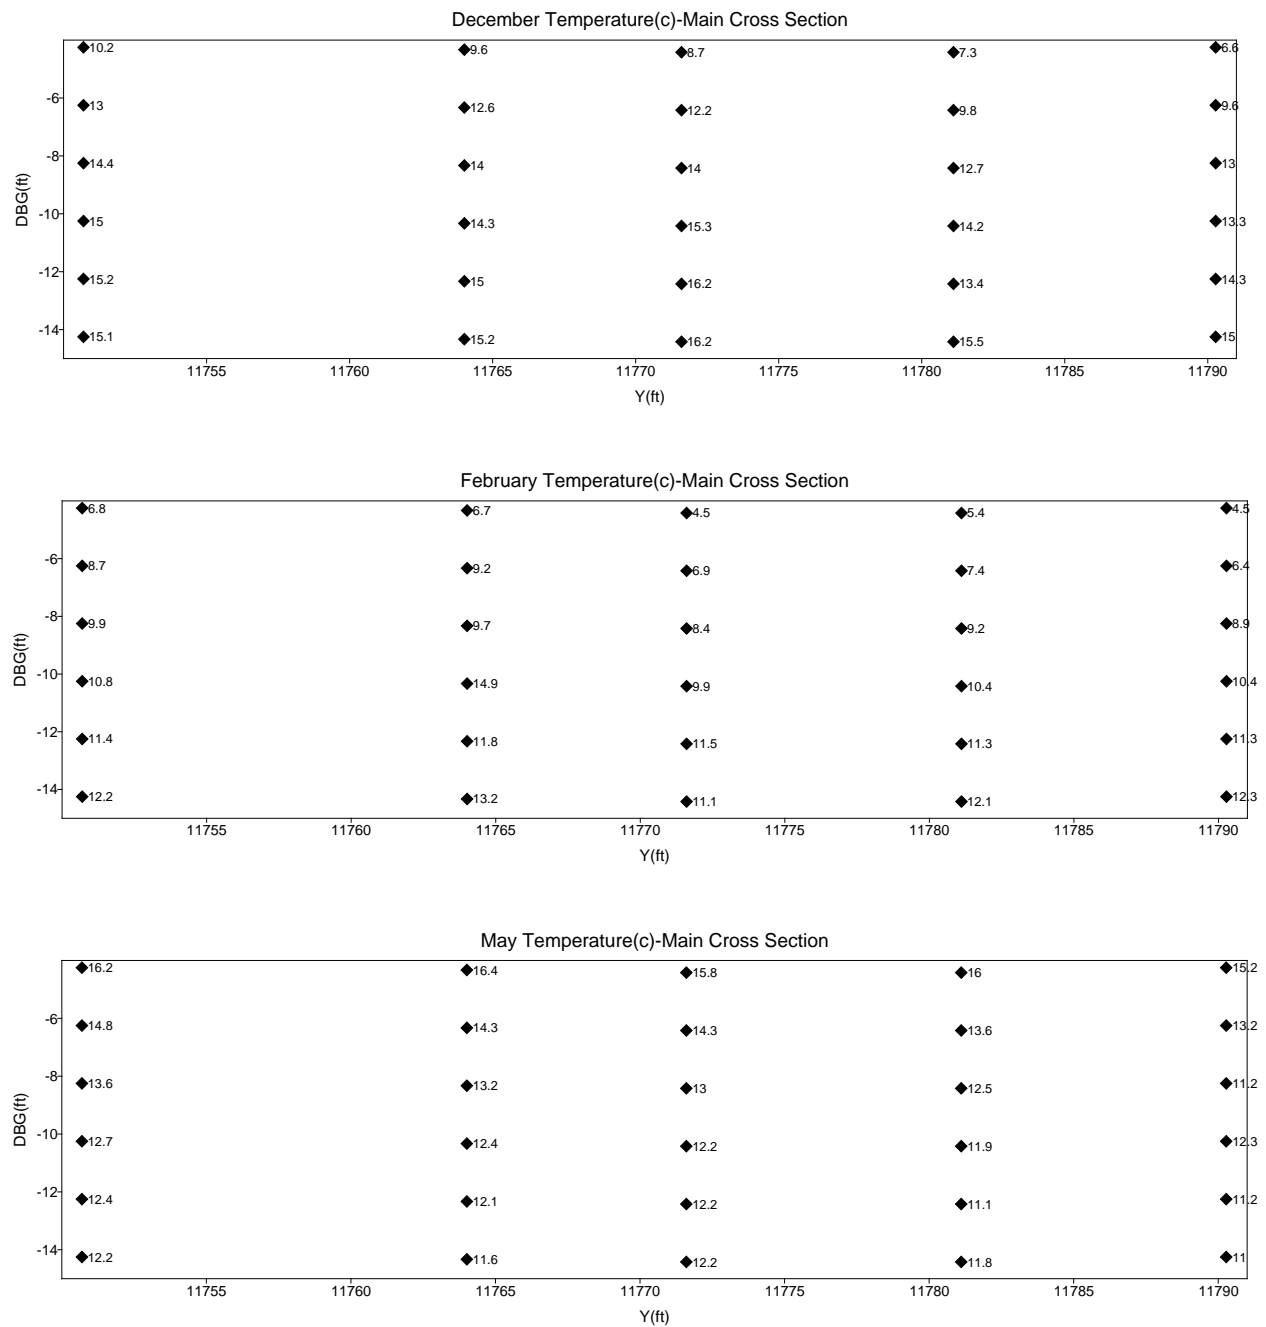 December Temperature(c)-Main Cross Section
10.2 9.6 8.7 7.3 6.6
-6 13 12.6 12.2 9.8 9.6
-8 14.4 14 14 12.7 13
DBG(ft)
-10 15 14.3 15.3 14.2 13.3
-12 15.2 15 16.2 13.4 14.3
-14 15.1 15.2 16.2 15.5 15
11755 11760 11765 11770 11775 11780 11785 11790
Y(ft)
February Temperature(c)-Main Cross Section
6.8 6.7 4.5 5.4 4.5
-6 8.7 9.2 6.9 7.4 6.4
-8 9.9 9.7 8.4 9.2 8.9
DBG(ft)
-10 10.8 14.9 9.9 10.4 10.4
-12 11.4 11.8 11.5 11.3 11.3
-14 12.2 13.2 11.1 12.1 12.3
11755 11760 11765 11770 11775 11780 11785 11790
Y(ft)
May Temperature(c)-Main Cross Section
16.2 16.4 15.8 16 15.2
-6 14.8 14.3 14.3 13.6 13.2
-8 13.6 13.2 13 12.5 11.2
DBG(ft)
-10 12.7 12.4 12.2 11.9 12.3
-12 12.4 12.1 12.2 11.1 11.2
-14 12.2 11.6 12.2 11.8 11
11755 11760 11765 11770 11775 11780 11785 11790
Y(ft)